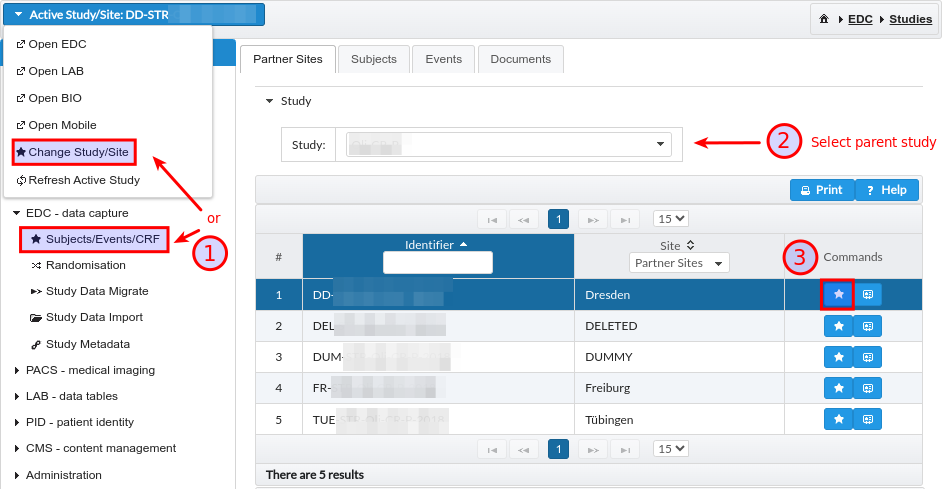 Active Study/Site: DD-STR
EDC
Studies
Open EDC
Open LAB
Open BIO
Open Mobile
Change Study/Site
Refresh Active Study
or
EDC - data capture
Subjects/Events/CRF
1
Randomisation
Study Data Migrate
Study Data Import
Study Metadata
PACS - medical imaging
LAB - data tables
PID - patient identity
CMS - content management
Administration
Partner Sites
Subjects
Events
Documents
Study
Study:
2 Select parent study
Print
? Help
1
15
# Identifier Site 3 Commands
Partner Sites
1 DD- Dresden
2 DEL DELETED
3 DUM- DUMMY
4 FR- Freiburg
5 TUE Tübingen
1
15
There are 5 results